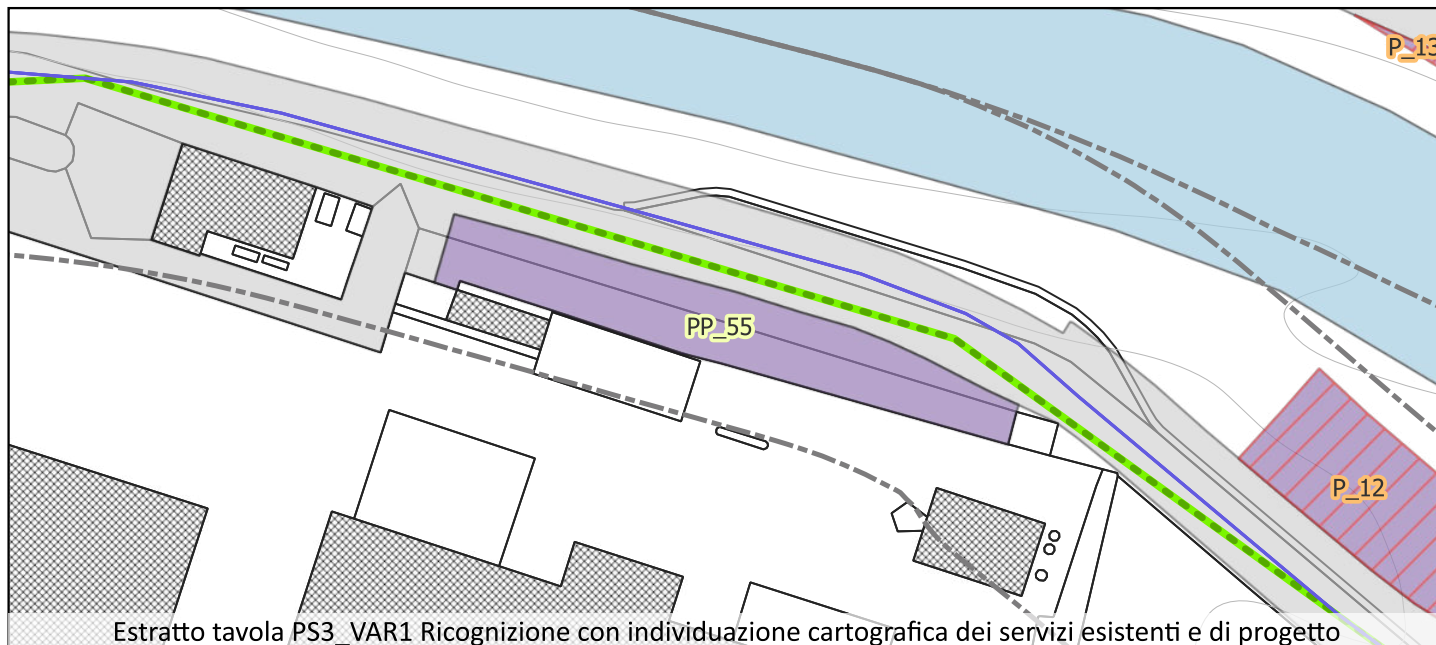 P_13
PP_55
P_12
Estratto tavola PS3_VAR1 Ricognizione con individuazione cartografica dei servizi esistenti e di progetto